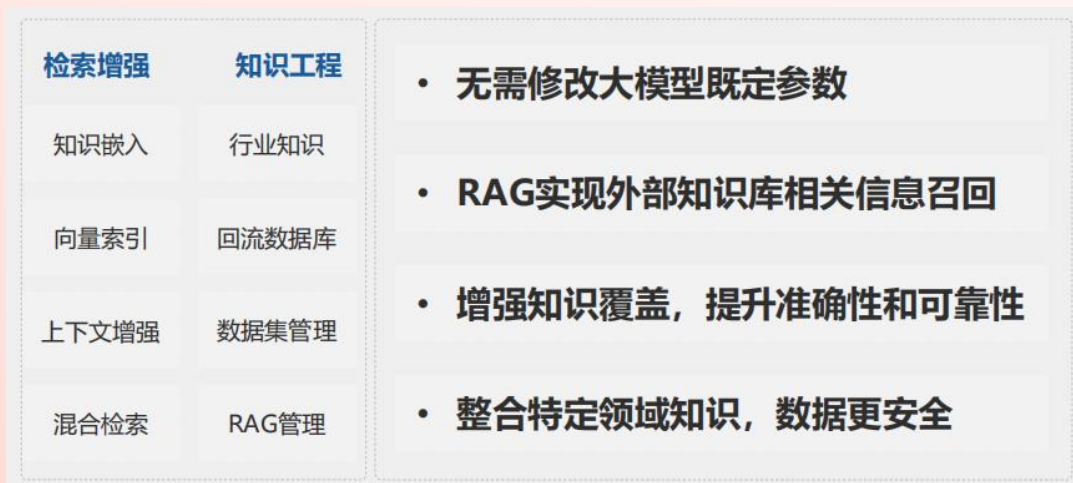 检索增强 知识工程
知识嵌入 行业知识
向量索引 回流数据库
上下文增强 数据集管理
混合检索 RAG管理
• 无需修改大模型既定参数
• RAG实现外部知识库相关信息召回
• 增强知识覆盖，提升准确性和可靠性
• 整合特定领域知识，数据更安全